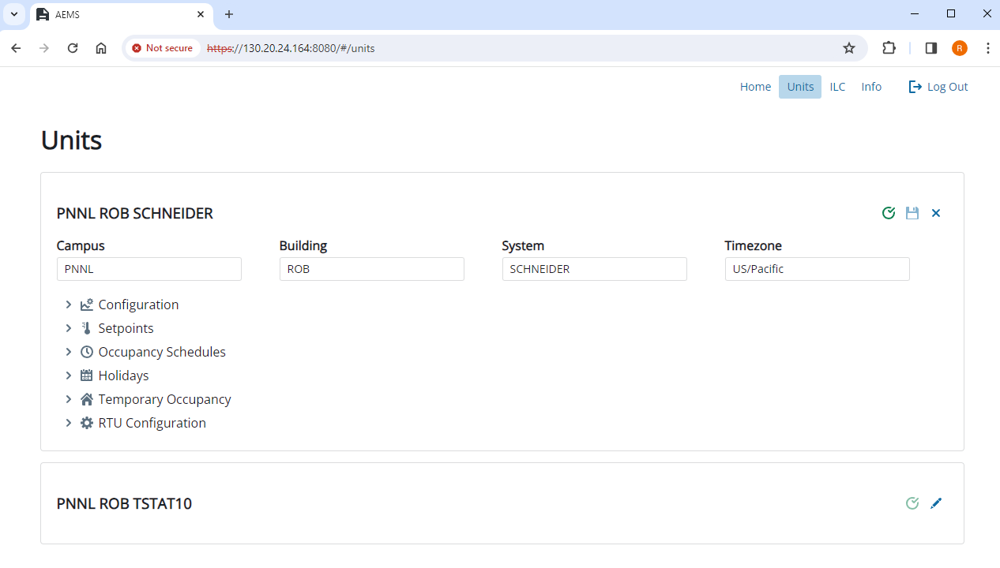 AEMS
Not secure https://130.20.24.164:8080/#/units R
Home Units ILC Info Log Out
Units
PNNL ROB SCHNEIDER
Campus Building System Timezone
PNNL ROB SCHNEIDER US/Pacific
Configuration
Setpoints
Occupancy Schedules
Holidays
Temporary Occupancy
RTU Configuration
PNNL ROB TSTAT10